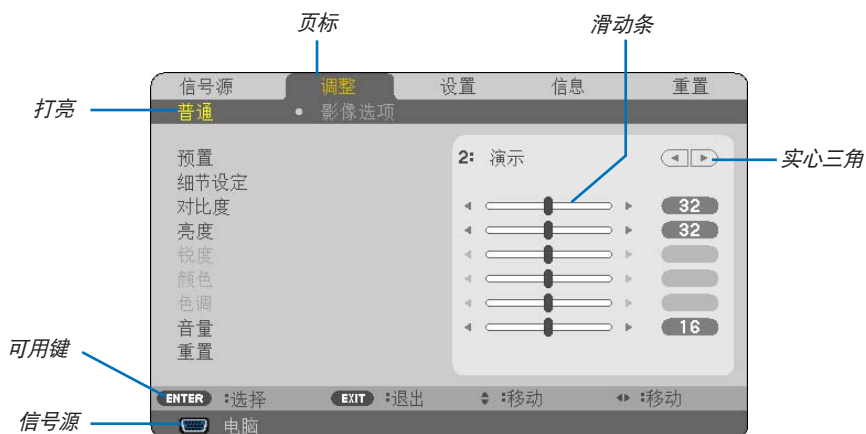 页标 滑动条
信号源 调整 设置 信息 重置
打亮 普通 ● 影像选项
预置 2: 演示 实心三角
细节设定
对比度 32
亮度 32
锐度
颜色
色调
音量 16
重置
可用键
ENTER :选择 EXIT :退出 :移动 :移动
信号源 电脑